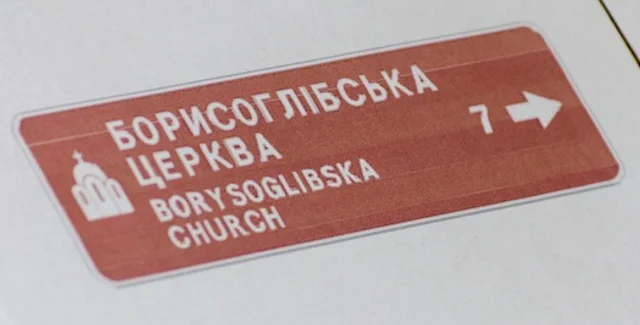 БОРИСОГЛІБСЬКА
ЦЕРКВА
BORYSOGLIBSKA
CHURCH
7